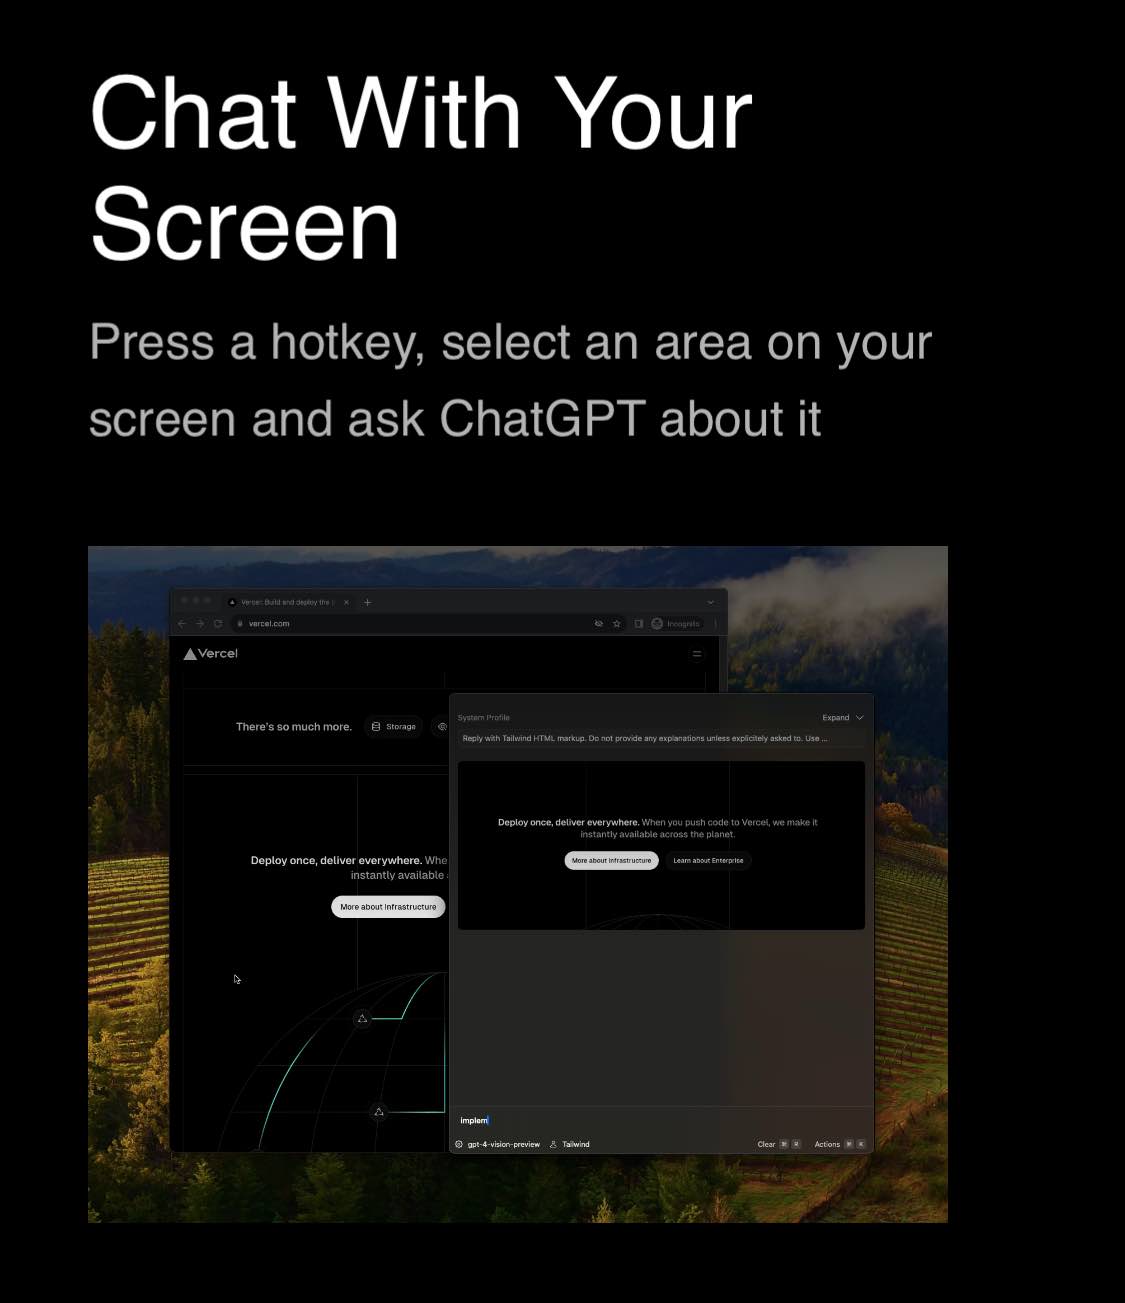 Chat With Your
Screen
Press a hotkey, select an area on your
screen and ask ChatGPT about it
Vercel: Build and deploy the
vercel.com
Incognito
Vercel
There's so much more.
Storage
Deploy once, deliver everywhere. Whe
instantly available a
More about Infrastructure
System Profile
Expand
Reply with Tailwind HTML markup. Do not provide any explanations unless explicitely asked to. Use ...
Deploy once, deliver everywhere. When you push code to Vercel, we make it
instantly available across the planet.
More about Infrastructure
Learn about Enterprise
implem
gpt-4-vision-preview
Tailwind
Clear ⌘
Actions ⌘ K